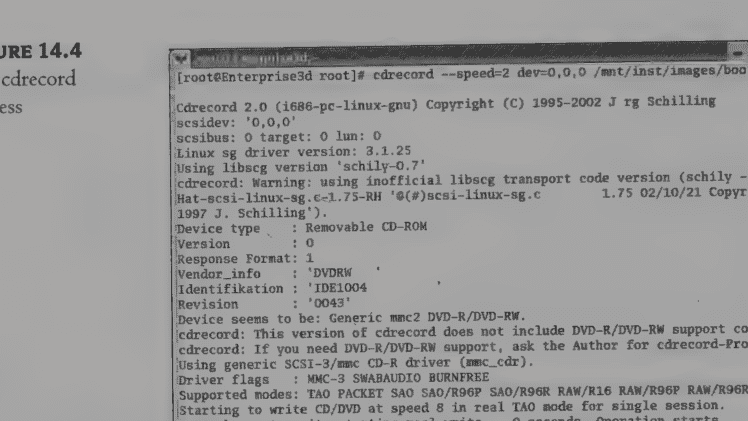 URE 14.4
cdrecord
ess
[root@Enterprise3d root]# cdrecord --speed=2 dev=0,0,0 /mnt/inst/images/boo
Cdrecord 2.0 (i686-pc-linux-gnu) Copyright (C) 1995-2002 J rg Schilling
scsidev: '0,0,0'
scsibus: 0 target: 0 lun: 0
Linux sg driver version: 3.1.25
Using libscg version 'schily-0.7'
cdrecord: Warning: using inofficial libscg transport code version (schily -
Hat-scsi-linux-sg.c-1.75-RH '@(#)scsi-linux-sg.c 1.75 02/10/21 Copyr
1997 J. Schilling').
Device type : Removable CD-ROM
Version : 0
Response Format: 1
Vendor_info : 'DVDRW '
Identifikation : 'IDE1004 '
Revision : '0043'
Device seems to be: Generic mmc2 DVD-R/DVD-RW.
cdrecord: This version of cdrecord does not include DVD-R/DVD-RW support co
cdrecord: If you need DVD-R/DVD-RW support, ask the Author for cdrecord-Pro
Using generic SCSI-3/mmc CD-R driver (mmc_cdr).
Driver flags : MMC-3 SWABAUDIO BURNFREE
Supported modes: TAO PACKET SAO SAO/R96P SAO/R96R RAW/R16 RAW/R96P RAW/R96R
Starting to write CD/DVD at speed 8 in real TAO mode for single session.